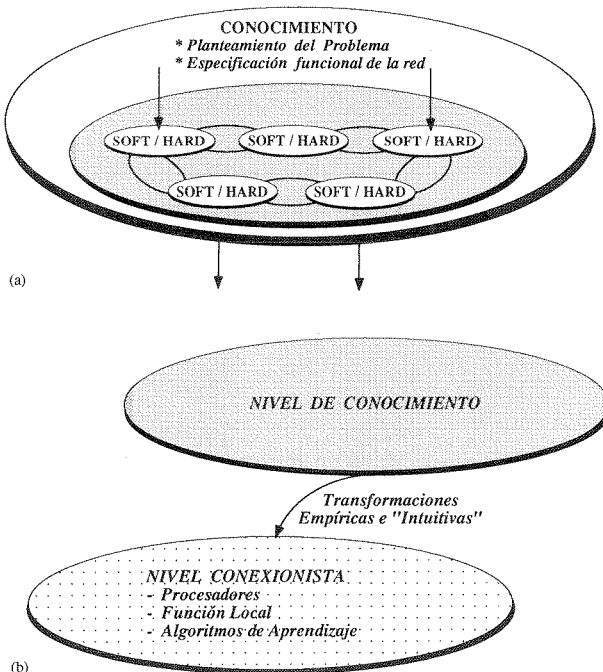 CONOCIMIENTO
* Planteamiento del Problema
* Especificación funcional de la red
SOFT / HARD SOFT / HARD SOFT / HARD
SOFT / HARD SOFT / HARD
(a)
NIVEL DE CONOCIMIENTO
Transformaciones
Empíricas e "Intuitivas"
NIVEL CONEXIONISTA
- Procesadores
- Función Local
- Algoritmos de Aprendizaje
(b)